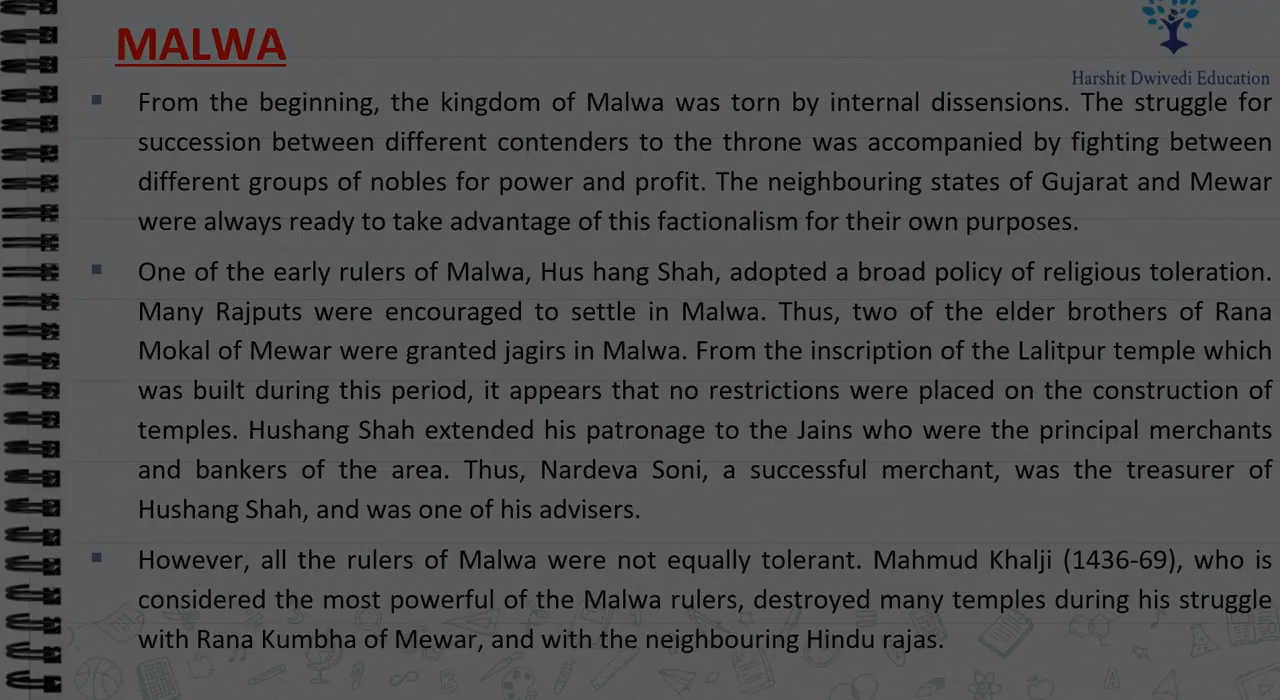 MALWA
Harshit Dwivedi Education
▪ From the beginning, the kingdom of Malwa was torn by internal dissensions. The struggle for
succession between different contenders to the throne was accompanied by fighting between
different groups of nobles for power and profit. The neighbouring states of Gujarat and Mewar
were always ready to take advantage of this factionalism for their own purposes.
▪ One of the early rulers of Malwa, Hus hang Shah, adopted a broad policy of religious toleration.
Many Rajputs were encouraged to settle in Malwa. Thus, two of the elder brothers of Rana
Mokal of Mewar were granted jagirs in Malwa. From the inscription of the Lalitpur temple which
was built during this period, it appears that no restrictions were placed on the construction of
temples. Hushang Shah extended his patronage to the Jains who were the principal merchants
and bankers of the area. Thus, Nardeva Soni, a successful merchant, was the treasurer of
Hushang Shah, and was one of his advisers.
▪ However, all the rulers of Malwa were not equally tolerant. Mahmud Khalji (1436-69), who is
considered the most powerful of the Malwa rulers, destroyed many temples during his struggle
with Rana Kumbha of Mewar, and with the neighbouring Hindu rajas.